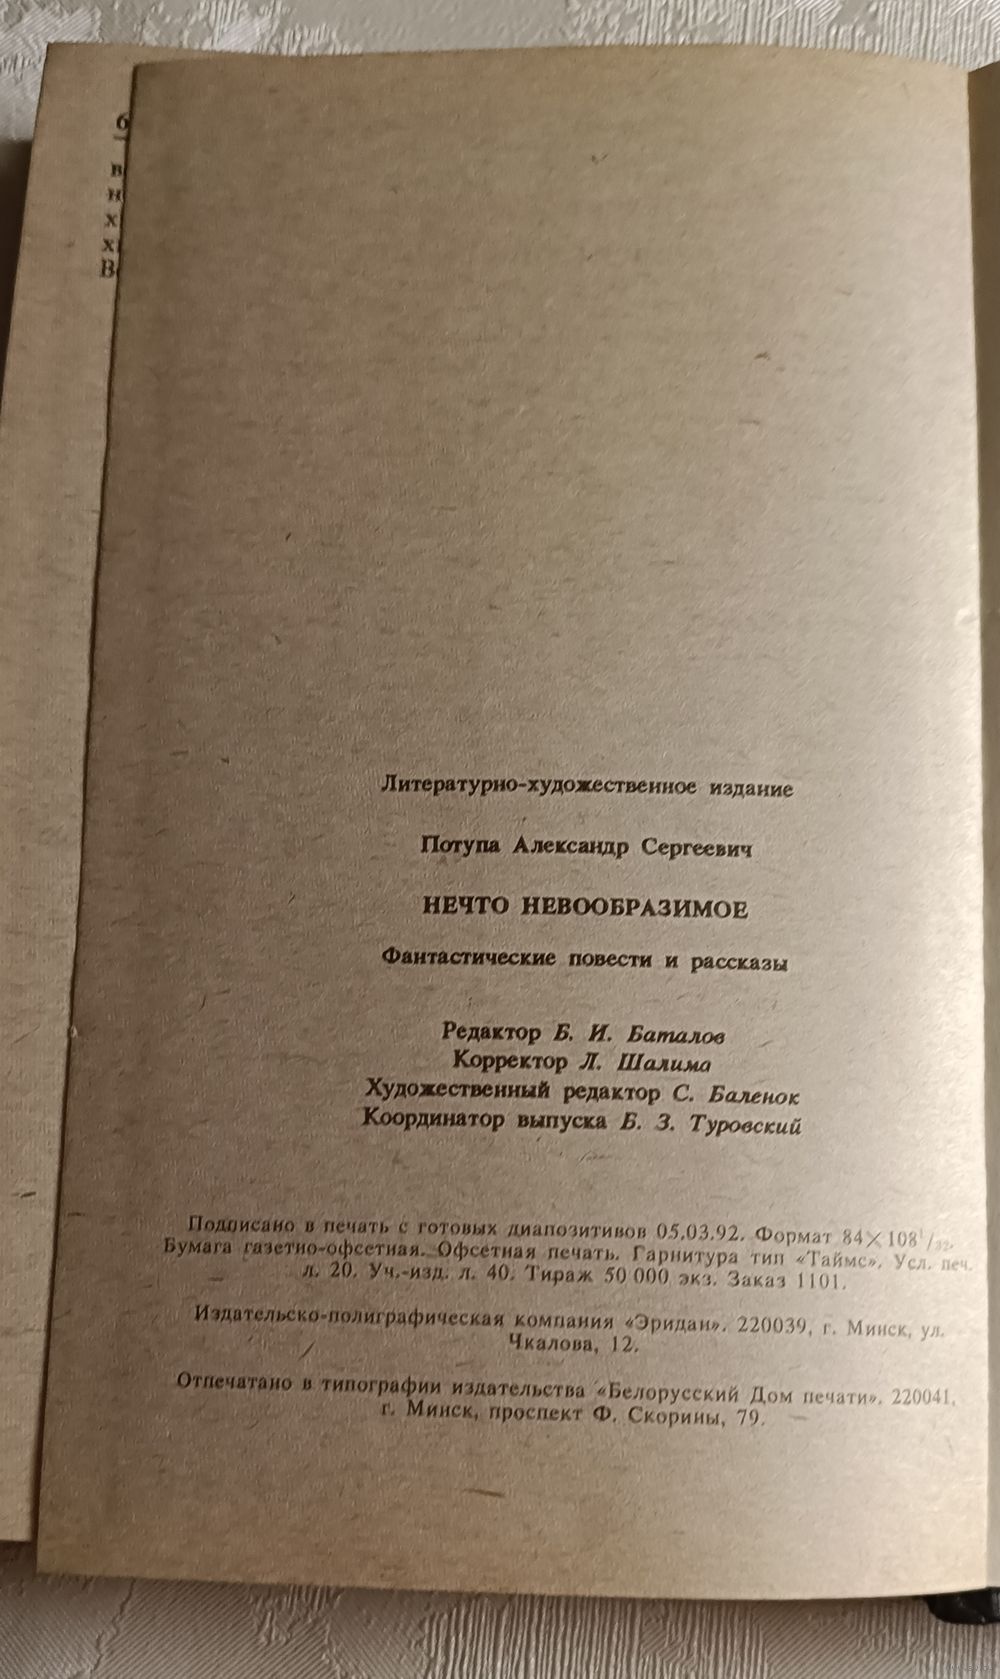 б
в
н
х
х
В
Литературно-художественное издание
Потупа Александр Сергеевич
НЕЧТО НЕВООБРАЗИМОЕ
Фантастические повести и рассказы
Редактор Б. И. Баталов
Корректор Л. Шалима
Художественный редактор С. Баленок
Координатор выпуска Б. З. Туровский
Подписано в печать с готовых диапозитивов 05.03.92. Формат 84×108¹/₃₂.
Бумага газетно-офсетная. Офсетная печать. Гарнитура тип «Таймс». Усл. печ.
л. 20. Уч.-изд. л. 40. Тираж 50 000 экз. Заказ 1101.
Издательско-полиграфическая компания «Эридан». 220039, г. Минск, ул.
Чкалова, 12.
Отпечатано в типографии издательства «Белорусский Дом печати». 220041,
г. Минск, проспект Ф. Скорины, 79.